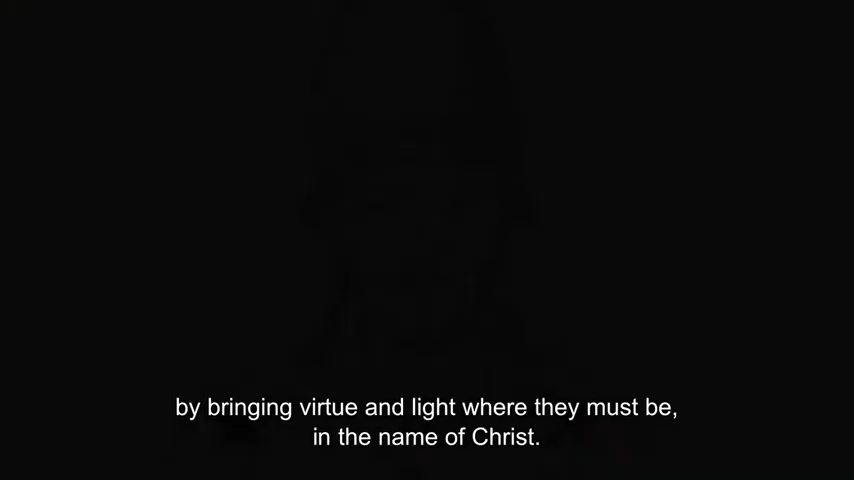 by bringing virtue and light where they must be,
in the name of Christ.